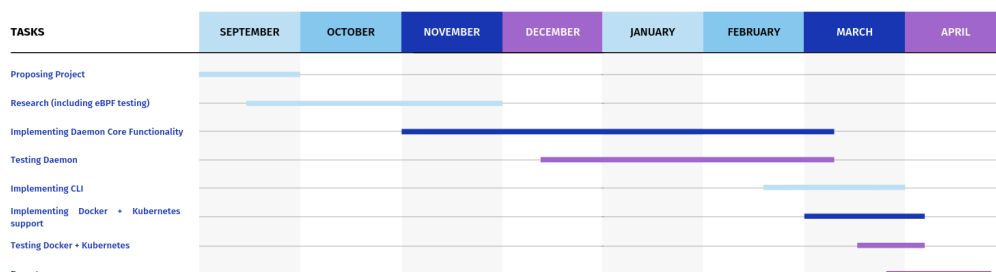 TASKS SEPTEMBER OCTOBER NOVEMBER DECEMBER JANUARY FEBRUARY MARCH APRIL
Proposing Project
Research (including eBPF testing)
Implementing Daemon Core Functionality
Testing Daemon
Implementing CLI
Implementing Docker + Kubernetes
support
Testing Docker + Kubernetes